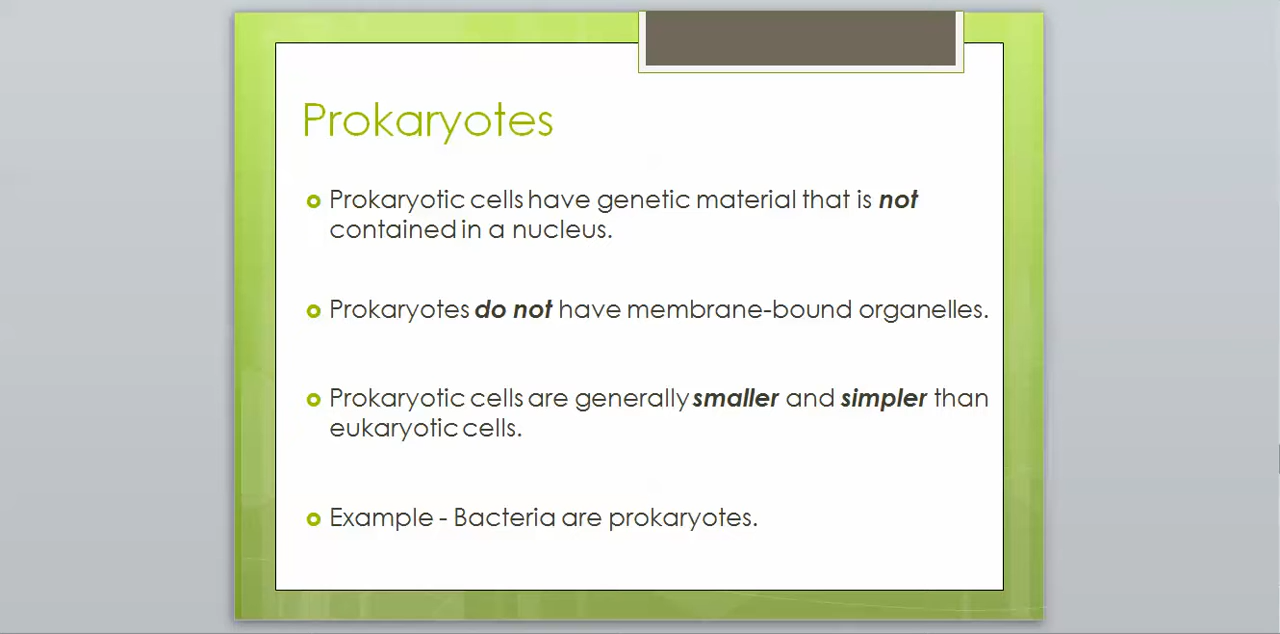 Prokaryotes
Prokaryotic cells have genetic material that is not
contained in a nucleus.
Prokaryotes do not have membrane-bound organelles.
Prokaryotic cells are generally smaller and simpler than
eukaryotic cells.
Example - Bacteria are prokaryotes.